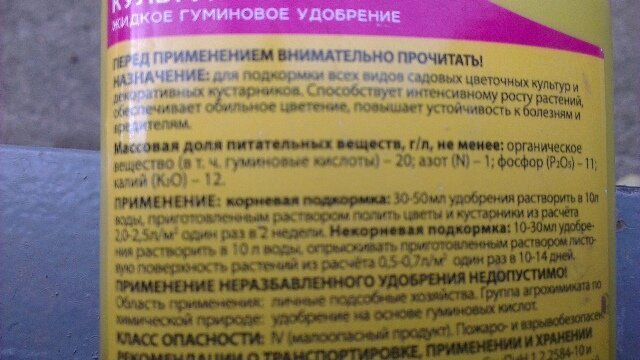 ЖИДКОЕ ГУМИНОВОЕ УДОБРЕНИЕ
ПЕРЕД ПРИМЕНЕНИЕМ ВНИМАТЕЛЬНО ПРОЧИТАТЬ!
НАЗНАЧЕНИЕ: для подкормки всех видов садовых цветочных культур и
декоративных кустарников. Способствует интенсивному росту растений,
обеспечивает обильное цветение, повышает устойчивость к болезням и
вредителям.
Массовая доля питательных веществ, г/л, не менее: органическое
вещество (в т. ч. гуминовые кислоты) – 20; азот (N) – 1; фосфор (P₂O₅) – 11;
калий (K₂O) – 12.
ПРИМЕНЕНИЕ: корневая подкормка: 30-50мл удобрения растворить в 10л
воды, приготовленным раствором полить цветы и кустарники из расчёта
2,0-2,5л/м² один раз в 2 недели. Некорневая подкормка: 10-30мл удобре-
ния растворить в 10 л воды, опрыскивать приготовленным раствором листо-
вую поверхность растений из расчёта 0,5-0,7л/м² один раз в 10-14 дней.
ПРИМЕНЕНИЕ НЕРАЗБАВЛЕННОГО УДОБРЕНИЯ НЕДОПУСТИМО!
Область применения: личные подсобные хозяйства. Группа агрохимиката по
химической природе: удобрение на основе гуминовых кислот.
КЛАСС ОПАСНОСТИ: IV (малоопасный продукт). Пожаро- и взрывобезопасен.
РЕКОМЕНДАЦИИ О ТРАНСПОРТИРОВКЕ, ПРИМЕНЕНИИ И ХРАНЕНИИ